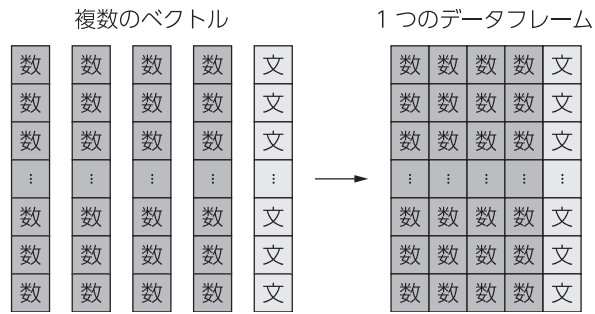 複数のベクトル
1つのデータフレーム
数 数 数 数 文 数 数 数 数 文
数 数 数 数 文 数 数 数 数 文
数 数 数 数 文 数 数 数 数 文
⋮ ⋮ ⋮ ⋮ ⋮ ⋮ ⋮ ⋮ ⋮ ⋮
数 数 数 数 文 数 数 数 数 文
数 数 数 数 文 数 数 数 数 文
数 数 数 数 文 数 数 数 数 文